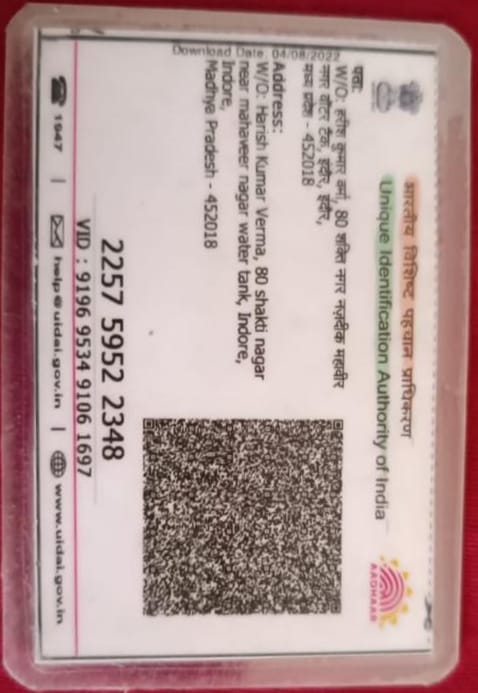 भारतीय विशिष्ट पहचान प्राधिकरण
Unique Identification Authority of India
AADHAAR
पता:
W/O: हरीश कुमार वर्मा, 80 शक्ति नगर नज़दीक महावीर
नगर वॉटर टैंक, इंदौर, इंदौर,
मध्य प्रदेश - 452018
Address:
W/O: Harish Kumar Verma, 80 shakti nagar
near mahaveer nagar water tank, Indore,
Indore,
Madhya Pradesh - 452018
Download Date: 04/08/2022
2257 5952 2348
VID : 9196 9534 9106 1697
1947 | help@uidai.gov.in | www.uidai.gov.in